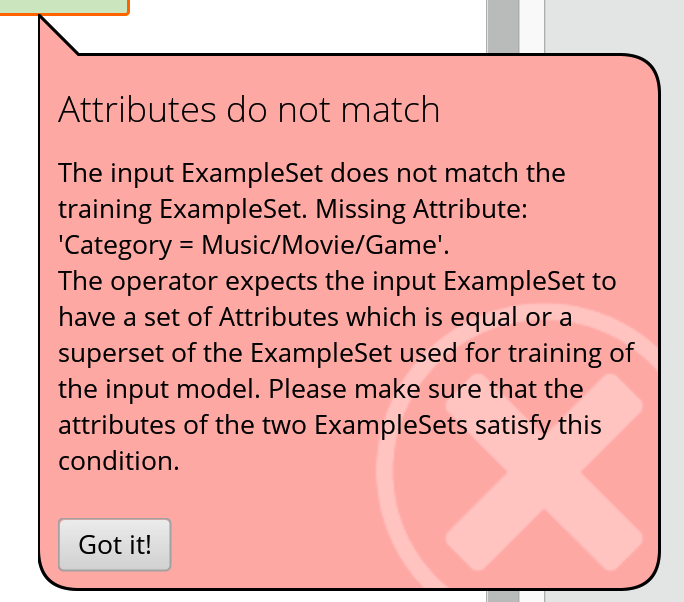 Attributes do not match
The input ExampleSet does not match the
training ExampleSet. Missing Attribute:
'Category = Music/Movie/Game'.
The operator expects the input ExampleSet to
have a set of Attributes which is equal or a
superset of the ExampleSet used for training of
the input model. Please make sure that the
attributes of the two ExampleSets satisfy this
condition.
Got it!